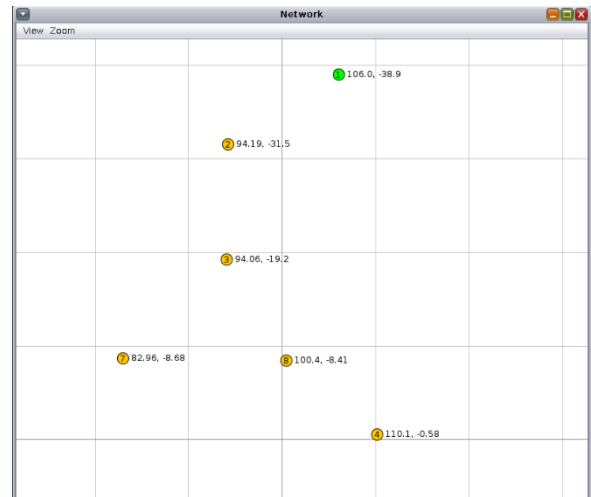 Network
View Zoom
1 106.0, -38.9
2 94.19, -31.5
3 94.06, -19.2
7 82.96, -8.68
8 100.4, -8.41
4 110.1, -0.58